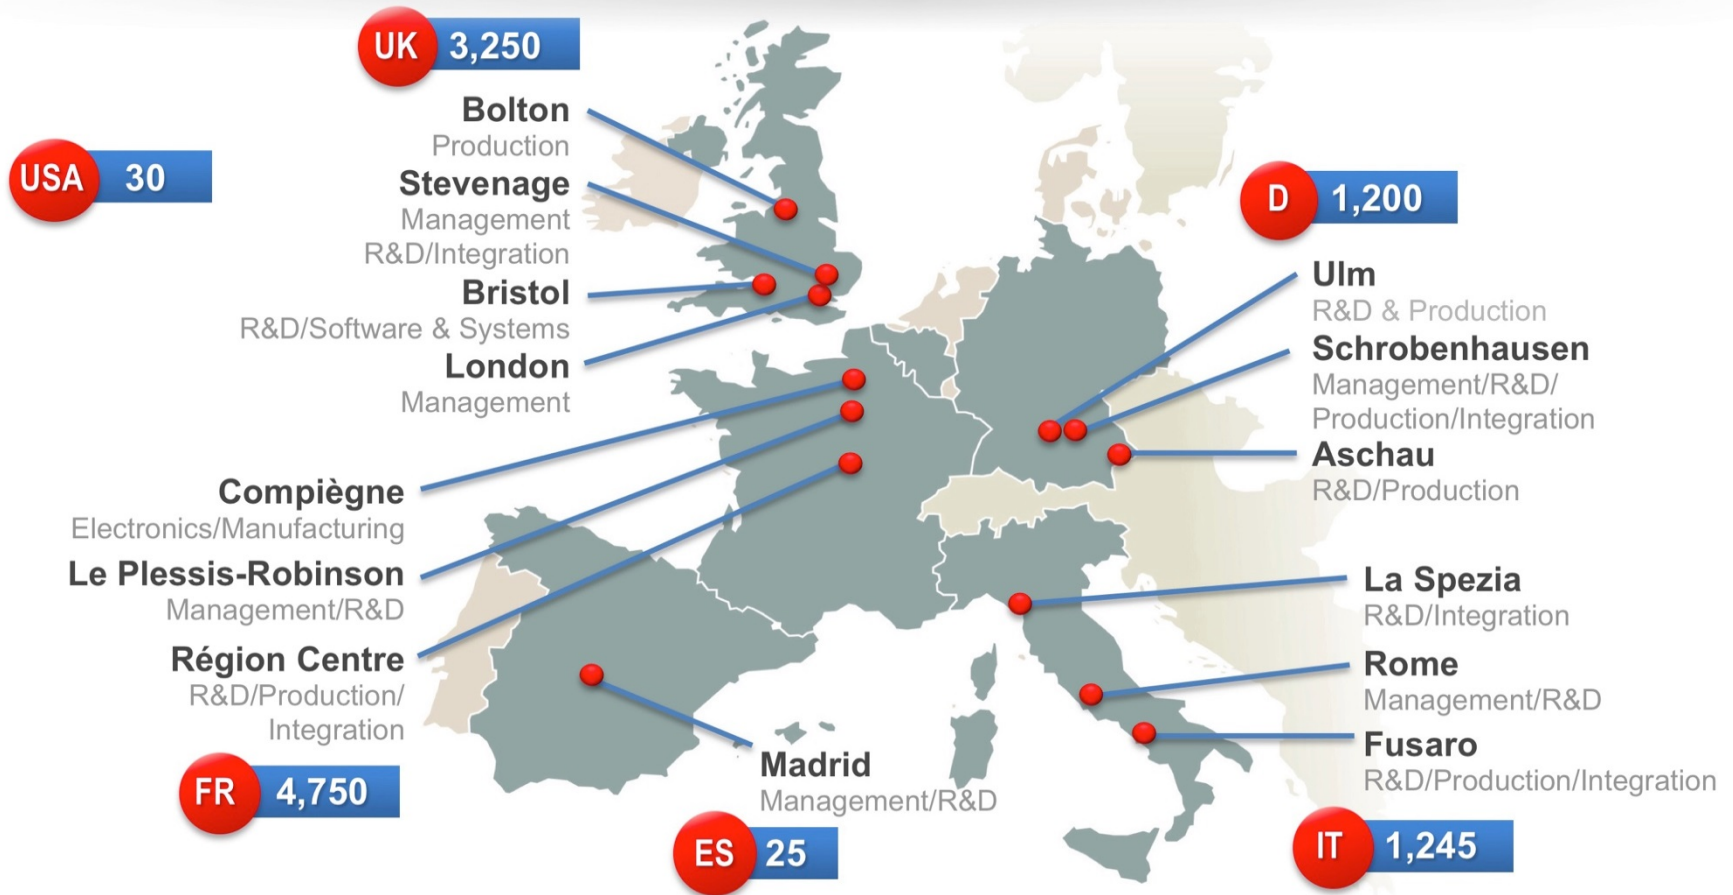 UK 3,250
Bolton
Production
Stevenage
Management
R&D/Integration
Bristol
R&D/Software & Systems
London
Management
USA 30
D 1,200
Ulm
R&D & Production
Schrobenhausen
Management/R&D/
Production/Integration
Aschau
R&D/Production
Compiègne
Electronics/Manufacturing
Le Plessis-Robinson
Management/R&D
Région Centre
R&D/Production/
Integration
FR 4,750
Madrid
Management/R&D
ES 25
La Spezia
R&D/Integration
Rome
Management/R&D
Fusaro
R&D/Production/Integration
IT 1,245